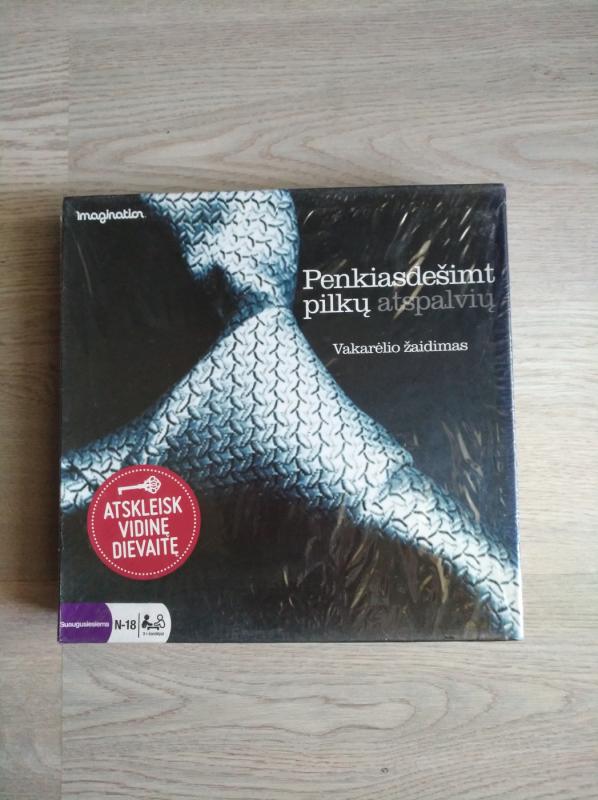 Imagination
Penkiasdešimt
pilkų atspalvių
Vakarėlio žaidimas
ATSKLEISK
VIDINĘ
DIEVAITĘ
Suaugusiesiems
N-18